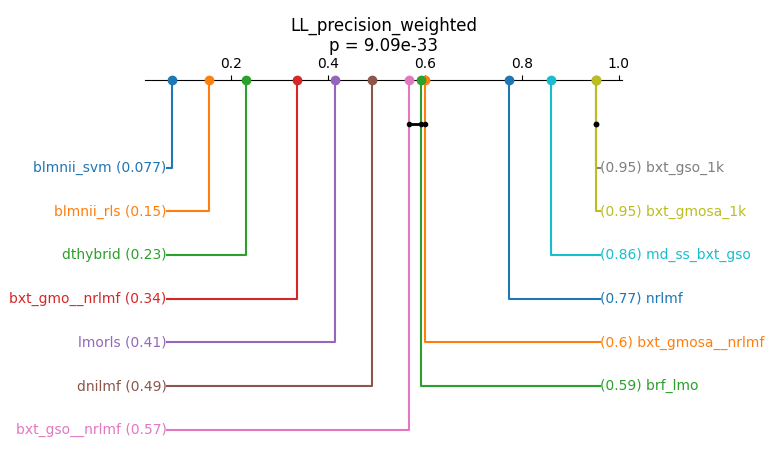 LL_precision_weighted
p = 9.09e-33
0.2 0.4 0.6 0.8 1.0
blmnii_svm (0.077)
(0.95) bxt_gso_1k
blmnii_rls (0.15)
(0.95) bxt_gmosa_1k
dthybrid (0.23)
(0.86) md_ss_bxt_gso
bxt_gmo__nrlmf (0.34)
(0.77) nrlmf
lmorls (0.41)
(0.6) bxt_gmosa__nrlmf
dnilmf (0.49)
(0.59) brf_lmo
bxt_gso__nrlmf (0.57)